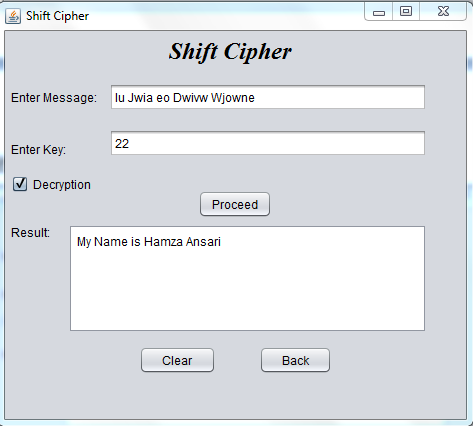 Shift Cipher
Shift Cipher
Enter Message: Iu Jwia eo Dwivw Wjowne
Enter Key: 22
Decryption
Proceed
Result: My Name is Hamza Ansari
Clear Back